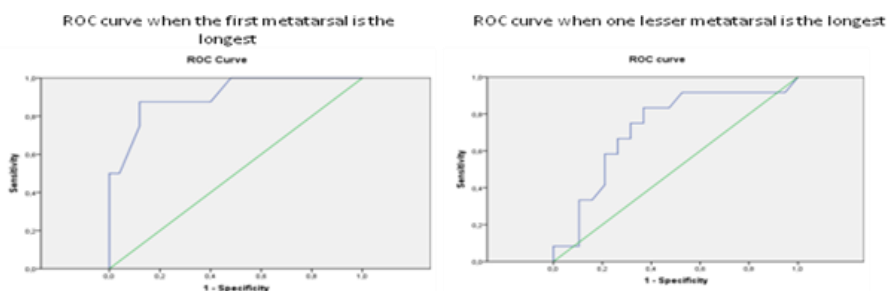 ROC curve when the first metatarsal is the
longest
ROC Curve
1,0
0,8
0,6
0,4
0,2
0,0
Sensitivity
0,0 0,2 0,4 0,6 0,8 1,0
1 - Specificity
ROC curve when one lesser metatarsal is the longest
ROC curve
1,0
0,8
0,6
0,4
0,2
0,0
Sensitivity
0,0 0,2 0,4 0,6 0,8 1,0
1 - Specificity